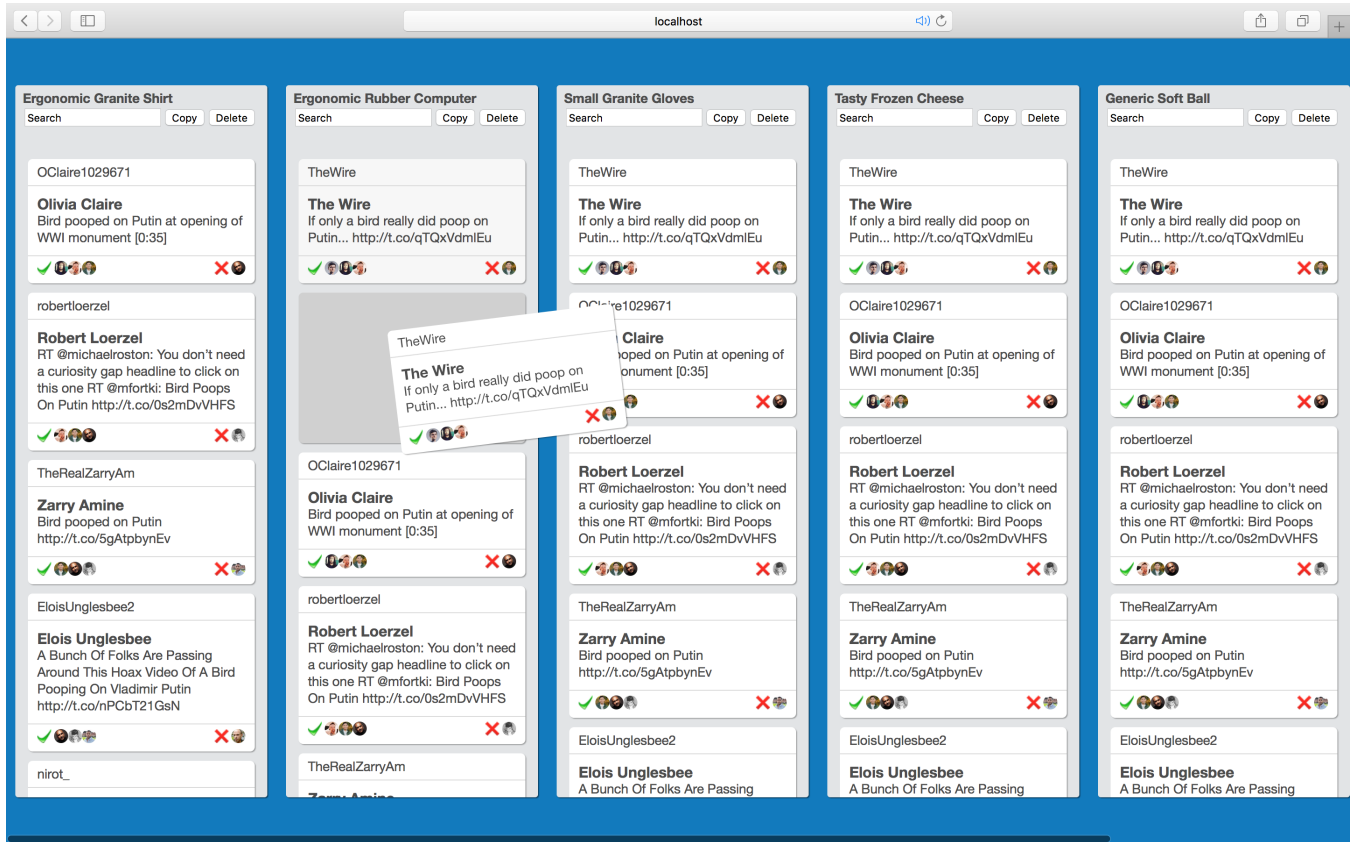 localhost
Ergonomic Granite Shirt
Search Copy Delete
OClaire1029671
Olivia Claire
Bird pooped on Putin at opening of
WWI monument [0:35]
robertloerzel
Robert Loerzel
RT @michaelroston: You don't need
a curiosity gap headline to click on
this one RT @mfortki: Bird Poops
On Putin http://t.co/0s2mDvVHFS
TheRealZarryAm
Zarry Amine
Bird pooped on Putin
http://t.co/5gAtpbynEv
EloisUnglesbee2
Elois Unglesbee
A Bunch Of Folks Are Passing
Around This Hoax Video Of A Bird
Pooping On Vladimir Putin
http://t.co/nPCbT21GsN
nirot_
Ergonomic Rubber Computer
Search Copy Delete
TheWire
The Wire
If only a bird really did poop on
Putin... http://t.co/qTQxVdmlEu
TheWire
The Wire
If only a bird really did poop on
Putin... http://t.co/qTQxVdmlEu
OClaire1029671
Olivia Claire
Bird pooped on Putin at opening of
WWI monument [0:35]
robertloerzel
Robert Loerzel
RT @michaelroston: You don't need
a curiosity gap headline to click on
this one RT @mfortki: Bird Poops
On Putin http://t.co/0s2mDvVHFS
TheRealZarryAm
Zarry Amine
Small Granite Gloves
Search Copy Delete
TheWire
The Wire
If only a bird really did poop on
Putin... http://t.co/qTQxVdmlEu
OClaire1029671
Claire
pooped on Putin at opening of
monument [0:35]
robertloerzel
Robert Loerzel
RT @michaelroston: You don't need
a curiosity gap headline to click on
this one RT @mfortki: Bird Poops
On Putin http://t.co/0s2mDvVHFS
TheRealZarryAm
Zarry Amine
Bird pooped on Putin
http://t.co/5gAtpbynEv
EloisUnglesbee2
Elois Unglesbee
A Bunch Of Folks Are Passing
Tasty Frozen Cheese
Search Copy Delete
TheWire
The Wire
If only a bird really did poop on
Putin... http://t.co/qTQxVdmlEu
OClaire1029671
Olivia Claire
Bird pooped on Putin at opening of
WWI monument [0:35]
robertloerzel
Robert Loerzel
RT @michaelroston: You don't need
a curiosity gap headline to click on
this one RT @mfortki: Bird Poops
On Putin http://t.co/0s2mDvVHFS
TheRealZarryAm
Zarry Amine
Bird pooped on Putin
http://t.co/5gAtpbynEv
EloisUnglesbee2
Elois Unglesbee
A Bunch Of Folks Are Passing
Generic Soft Ball
Search Copy Delete
TheWire
The Wire
If only a bird really did poop on
Putin... http://t.co/qTQxVdmlEu
OClaire1029671
Olivia Claire
Bird pooped on Putin at opening of
WWI monument [0:35]
robertloerzel
Robert Loerzel
RT @michaelroston: You don't need
a curiosity gap headline to click on
this one RT @mfortki: Bird Poops
On Putin http://t.co/0s2mDvVHFS
TheRealZarryAm
Zarry Amine
Bird pooped on Putin
http://t.co/5gAtpbynEv
EloisUnglesbee2
Elois Unglesbee
A Bunch Of Folks Are Passing